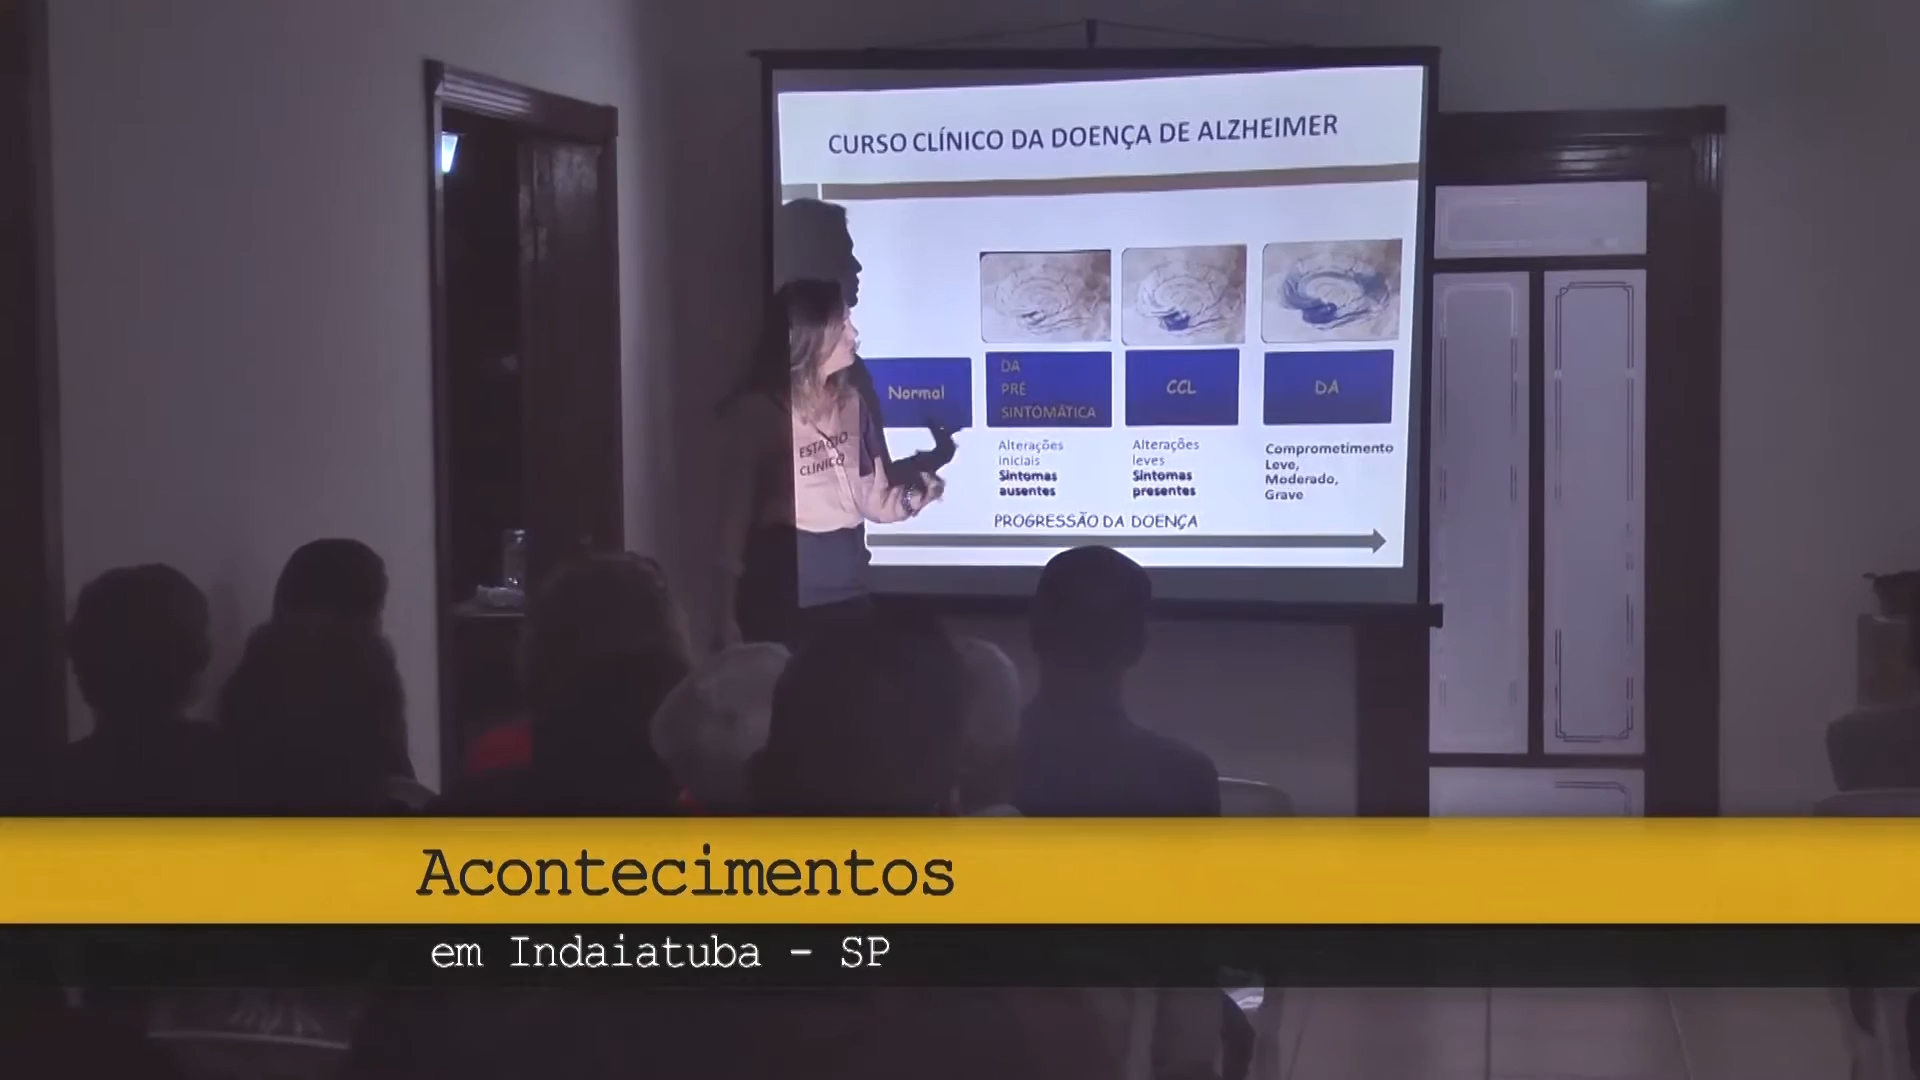 CURSO CLÍNICO DA DOENÇA DE ALZHEIMER
ESTAGIO
CLÍNICO
Normal
DA
PRÉ
SINTOMÁTICA
CCL
DA
Alterações
iniciais
Sintomas
ausentes
Alterações
leves
Sintomas
presentes
Comprometimento
Leve,
Moderado,
Grave
PROGRESSÃO DA DOENÇA
Acontecimentos
em Indaiatuba - SP